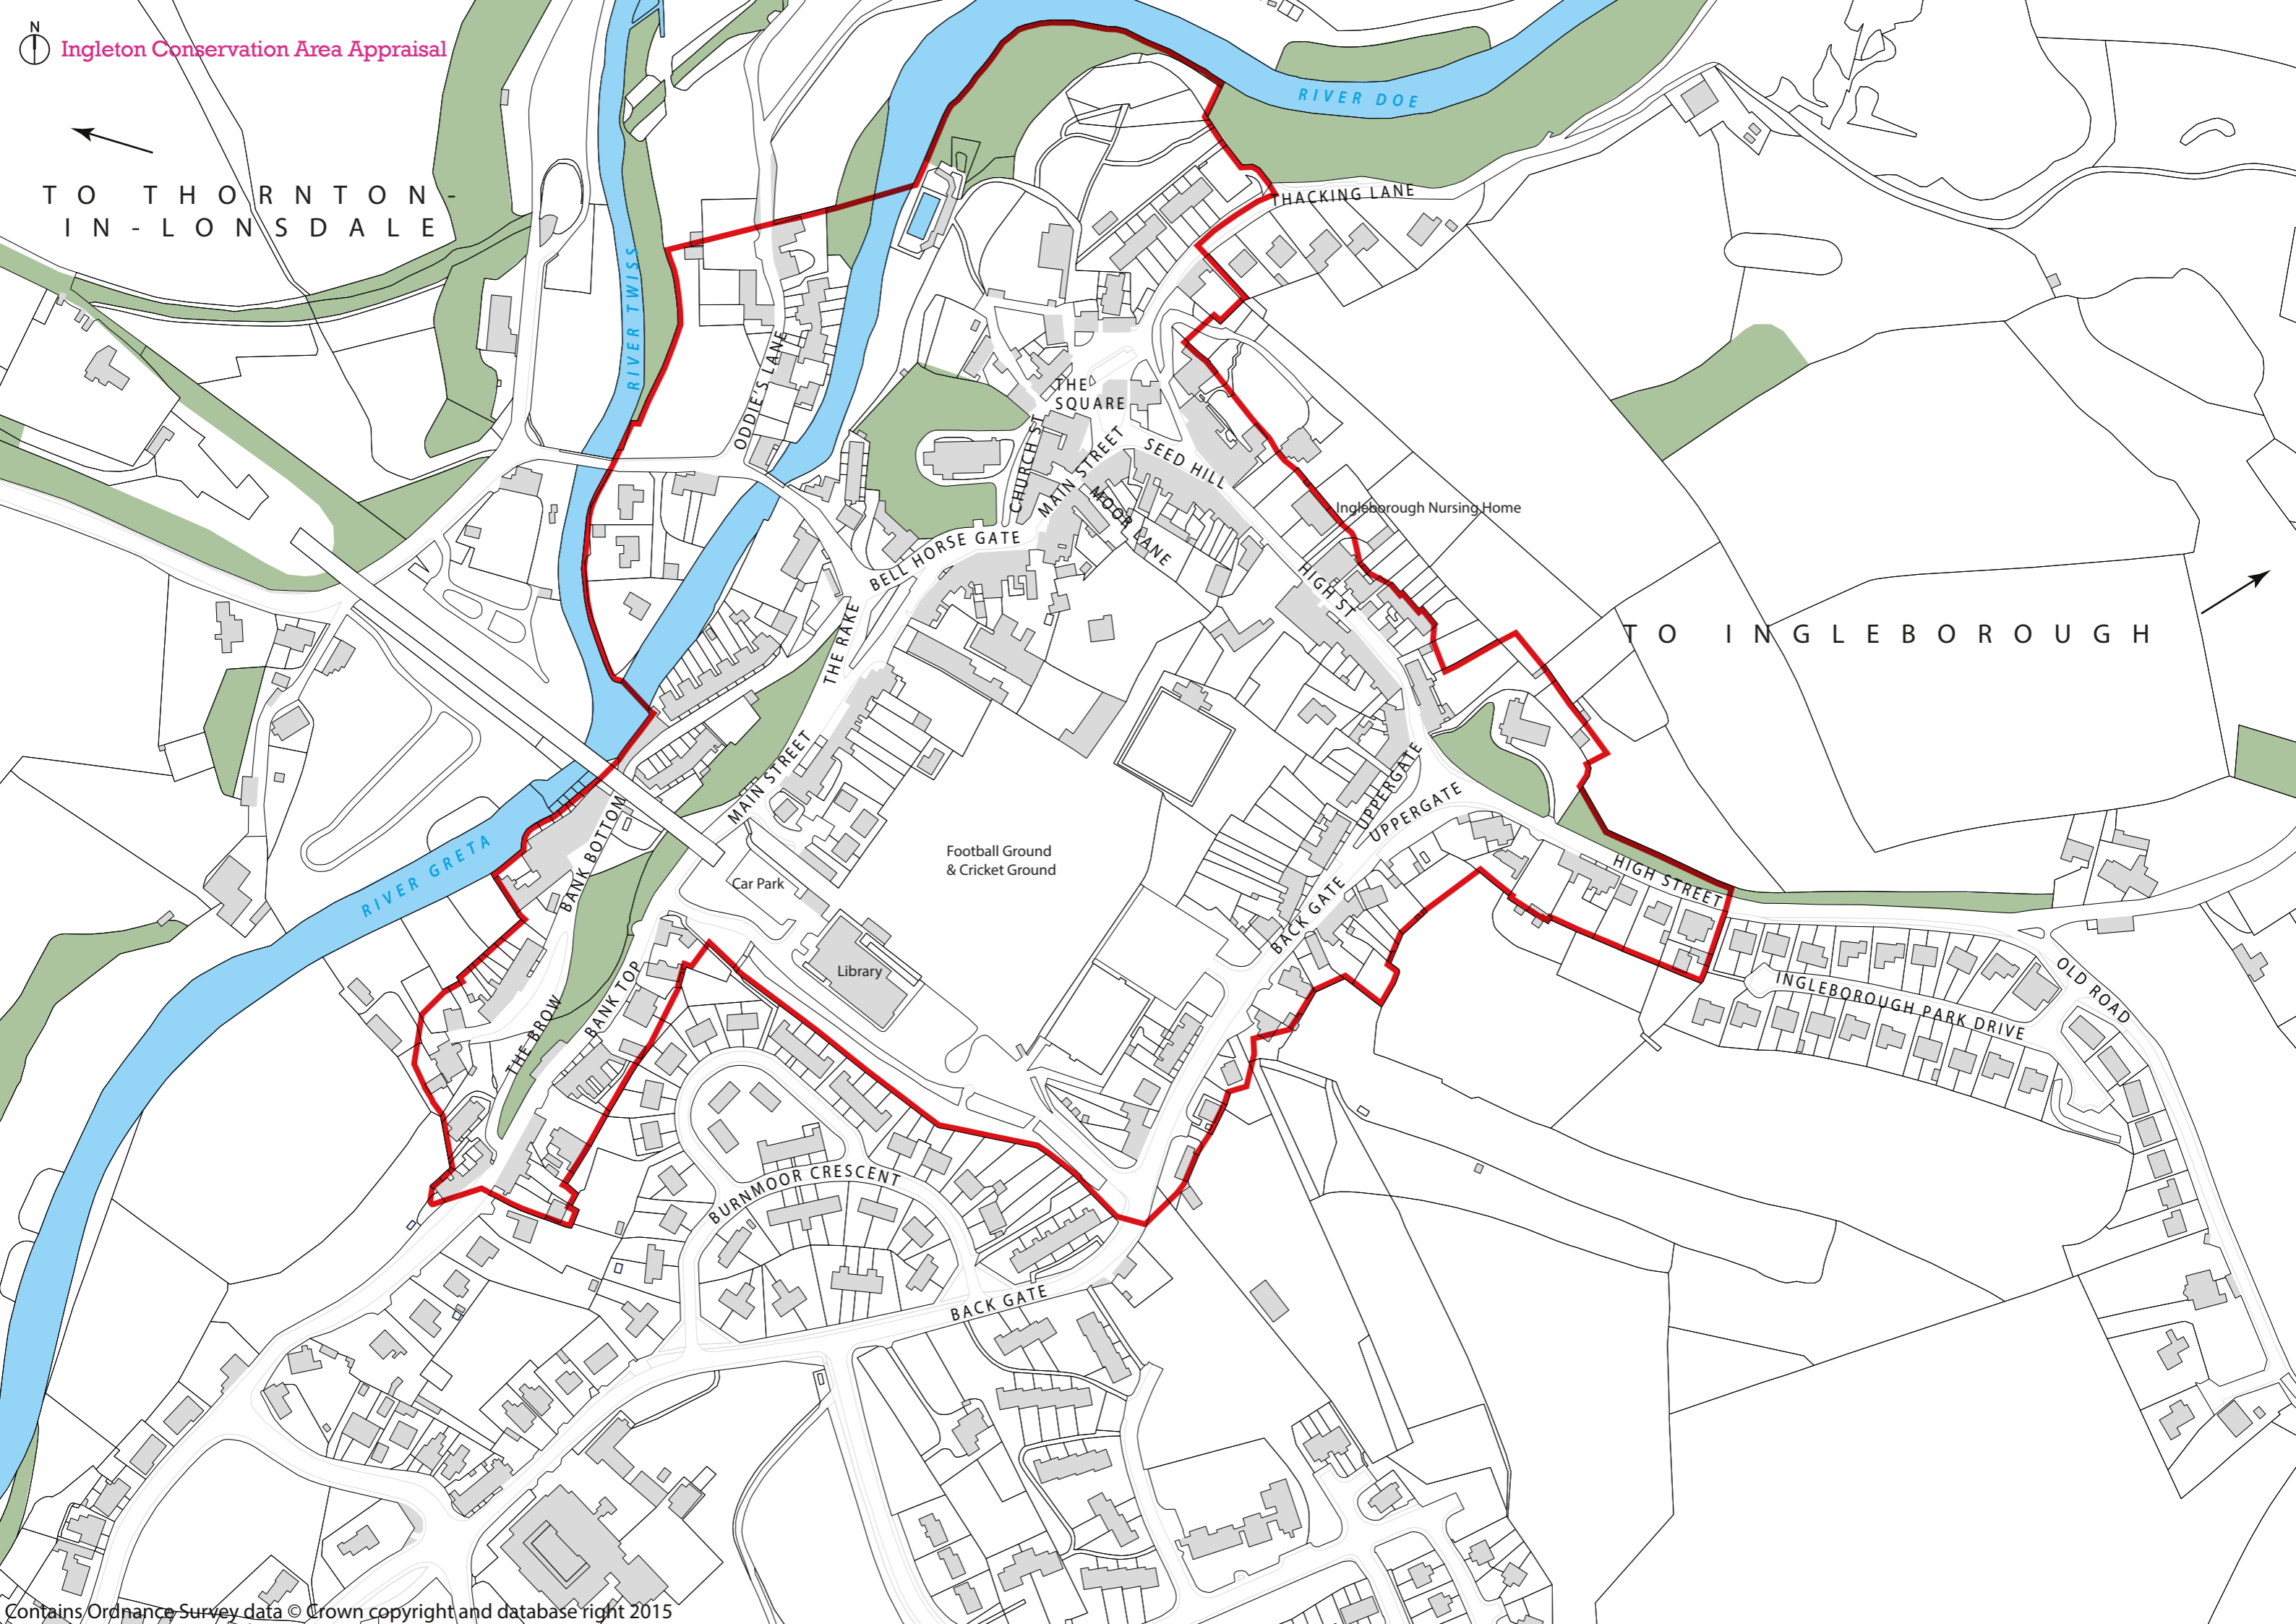 N
Ingleton Conservation Area Appraisal
TO THORNTON-
IN-LONSDALE
RIVER DOE
THACKING LANE
RIVER TWISS
ODDIE'S LANE
THE
SQUARE
CHURCH ST
MAIN STREET
SEED HILL
MOOR LANE
Ingleborough Nursing Home
BELL HORSE GATE
HIGH ST
THE RAKE
TO INGLEBOROUGH
MAIN STREET
UPPERGATE
UPPERGATE
RIVER GRETA
BANK BOTTOM
Car Park
Football Ground
& Cricket Ground
HIGH STREET
BACK GATE
Library
OLD ROAD
INGLEBOROUGH PARK DRIVE
THE BROW
BANK TOP
BURNMOOR CRESCENT
BACK GATE
Contains Ordnance Survey data © Crown copyright and database right 2015